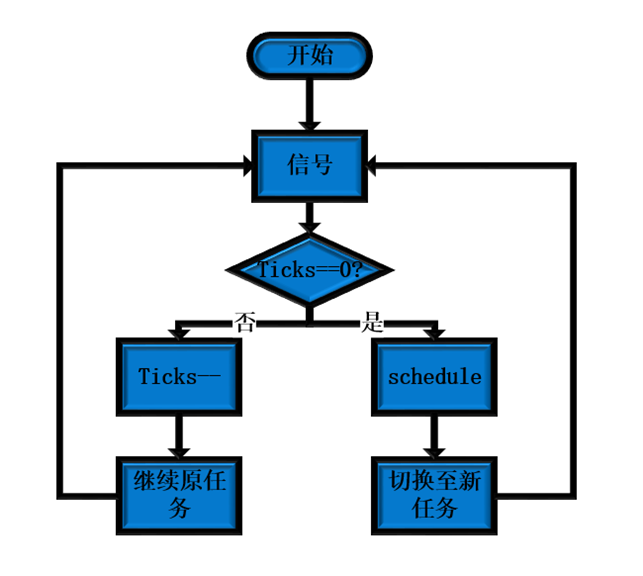 开始
信号
Ticks==0?
否
是
Ticks--
schedule
继续原任
务
切换至新
任务